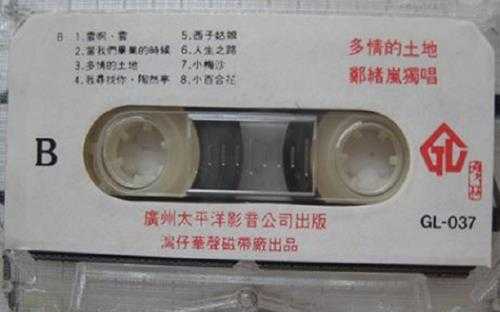 B 1.雲啊、雲 5.西子姑娘
2.當我們畢業的時候 6.人生之路
3.多情的土地 7.小梅沙
4.我尋找你、陶然亭 8.小百合花
多情的土地
鄭緒嵐獨唱
B
GL
廣州太平洋影音公司出版
灣仔華聲磁帶廠出品
GL-037